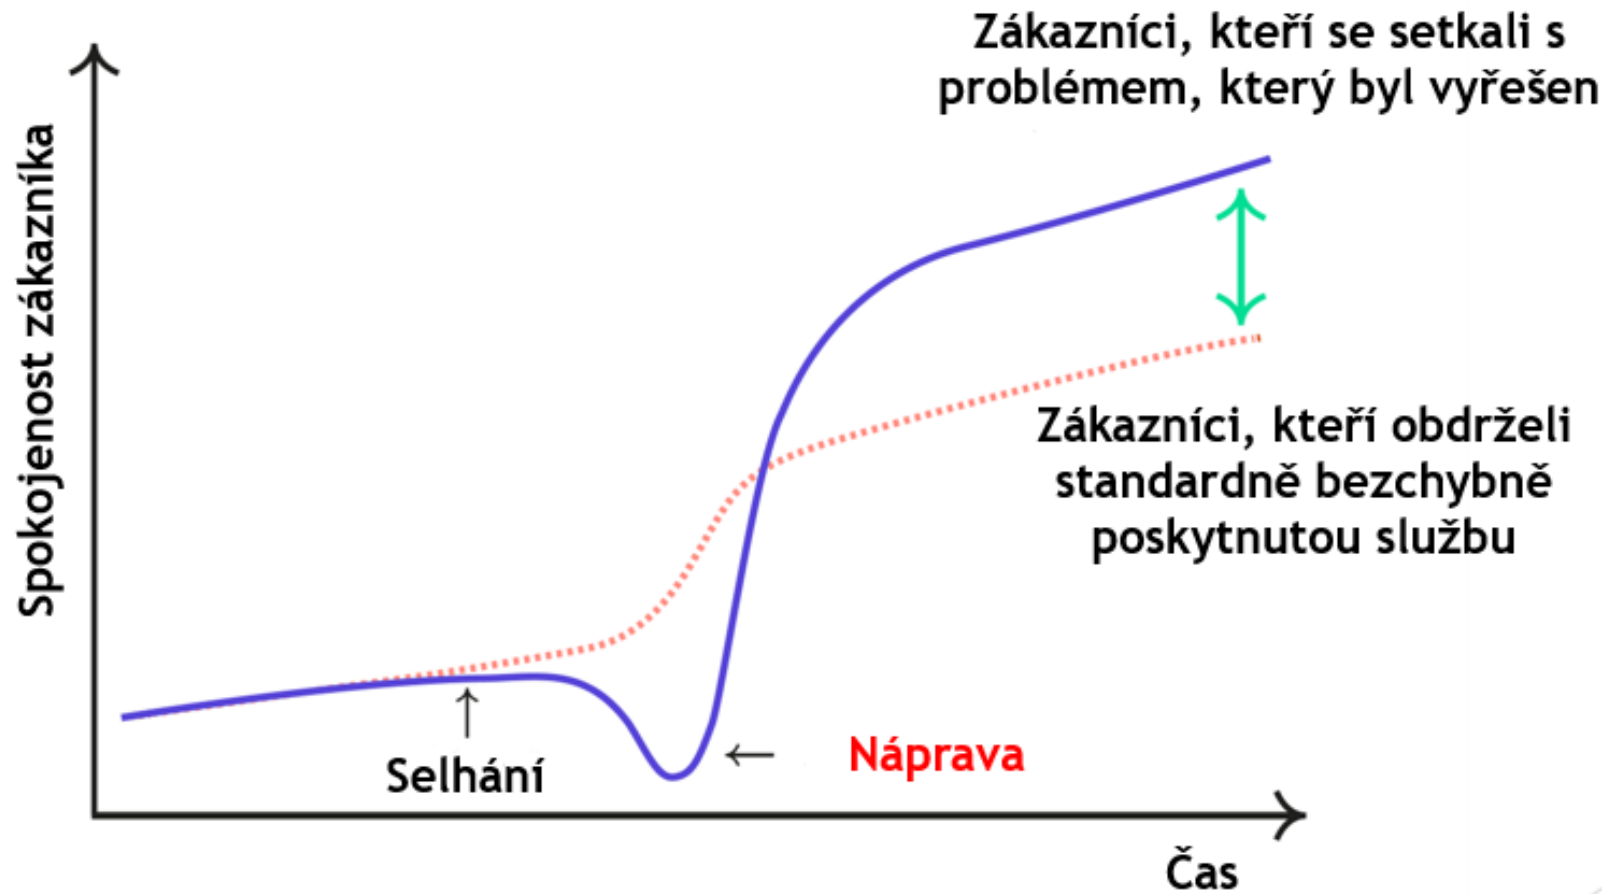 Zákazníci, kteří se setkali s
problémem, který byl vyřešen
Spokojenost zákazníka
Zákazníci, kteří obdrželi
standardně bezchybně
poskytnutou službu
Selhání
Náprava
Čas